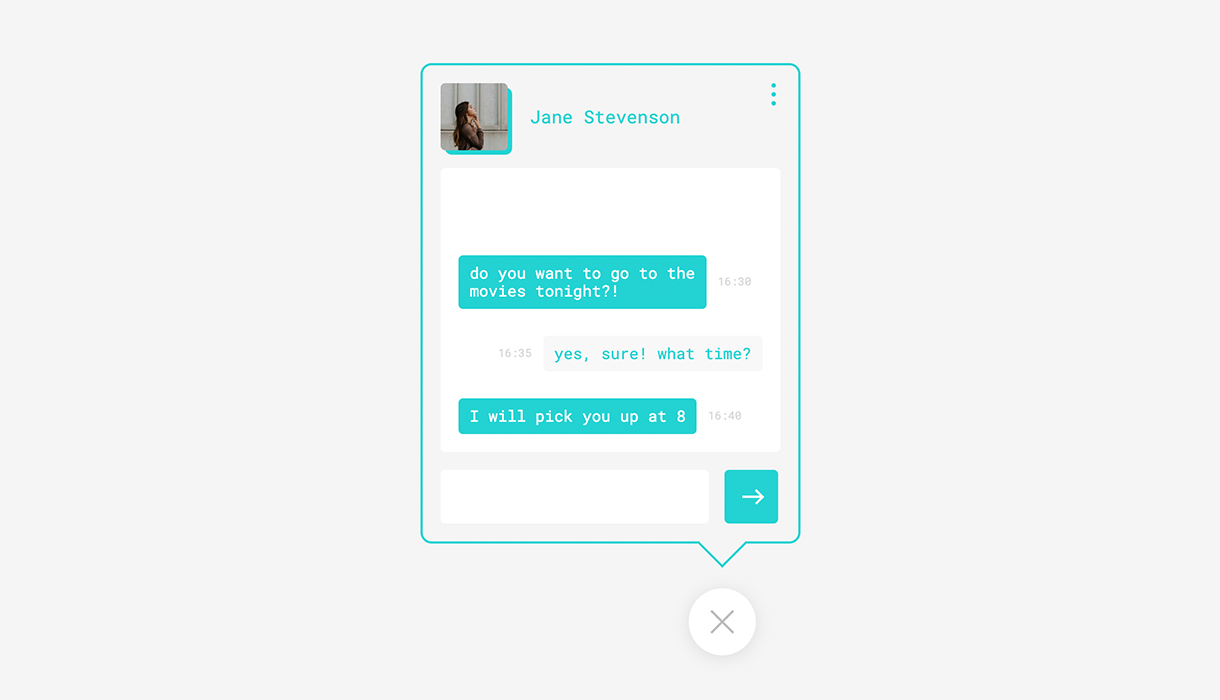 Jane Stevenson
do you want to go to the
movies tonight?!
16:30
16:35
yes, sure! what time?
I will pick you up at 8
16:40